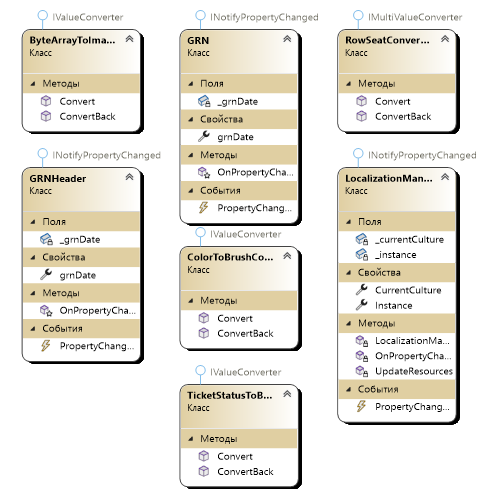 IValueConverter
ByteArrayToIma...
Класс
Методы
Convert
ConvertBack
INotifyPropertyChanged
GRN
Класс
Поля
_grnDate
Свойства
grnDate
Методы
OnPropertyCha...
События
PropertyChang...
IMultiValueConverter
RowSeatConver...
Класс
Методы
Convert
ConvertBack
INotifyPropertyChanged
GRNHeader
Класс
Поля
_grnDate
Свойства
grnDate
Методы
OnPropertyCha...
События
PropertyChang...
IValueConverter
ColorToBrushCo...
Класс
Методы
Convert
ConvertBack
INotifyPropertyChanged
LocalizationMan...
Класс
Поля
_currentCulture
_instance
Свойства
CurrentCulture
Instance
Методы
LocalizationMa...
OnPropertyCha...
UpdateResources
События
PropertyChang...
IValueConverter
TicketStatusToB...
Класс
Методы
Convert
ConvertBack